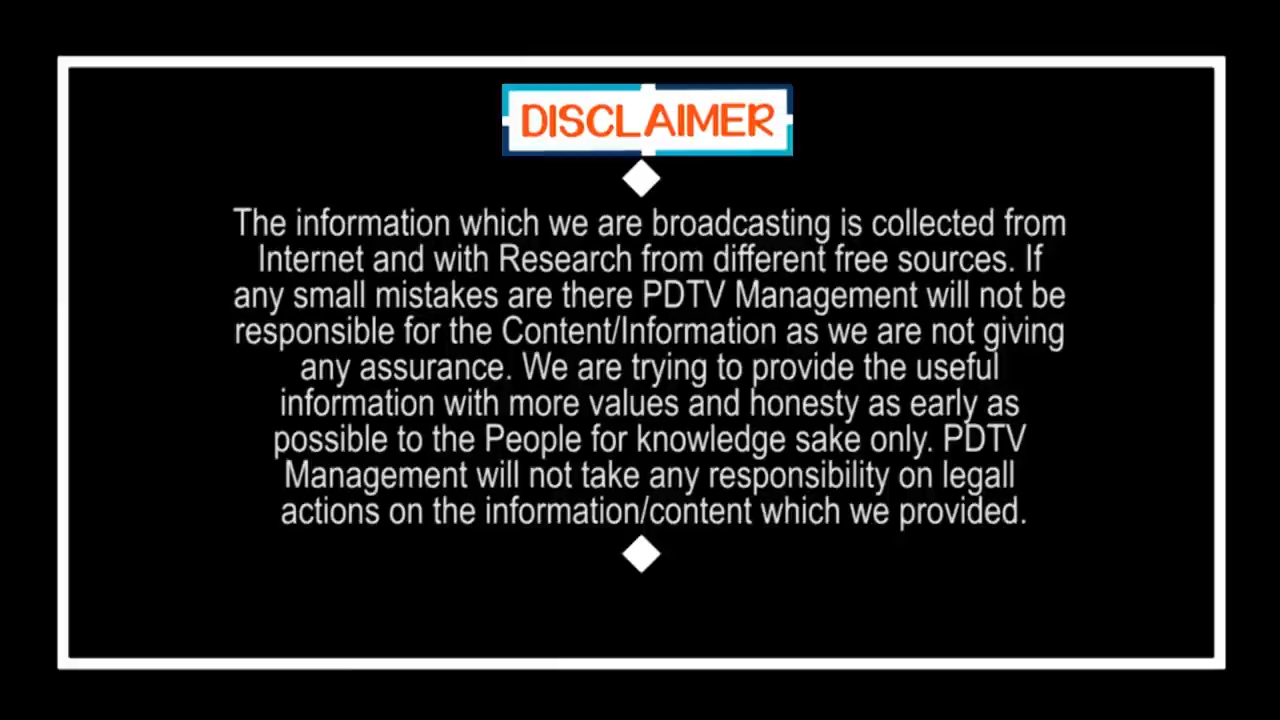 DISCLAIMER
The information which we are broadcasting is collected from
Internet and with Research from different free sources. If
any small mistakes are there PDTV Management will not be
responsible for the Content/Information as we are not giving
any assurance. We are trying to provide the useful
information with more values and honesty as early as
possible to the People for knowledge sake only. PDTV
Management will not take any responsibility on legall
actions on the information/content which we provided.